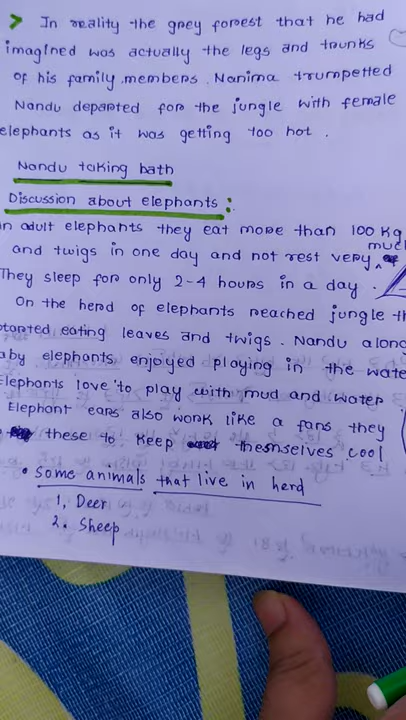 > In reality the grey forest that he had
imagined was actually the legs and trunks
of his family members. Nanima trumpetted
Nandu departed for the jungle with female
elephants as it was getting too hot.
Nandu taking bath
Discussion about elephants:
n adult elephants they eat more than 100 kg
and twigs in one day and not rest very much
They sleep for only 2-4 hours in a day.
On the herd of elephants reached jungle th
tarted eating leaves and twigs. Nandu along
aby elephants enjoyed playing in the wate
Elephants love to play with mud and water
Elephant ears also work like a fans they
these to keep themselves cool
• Some animals that live in herd
1, Deer
2. Sheep